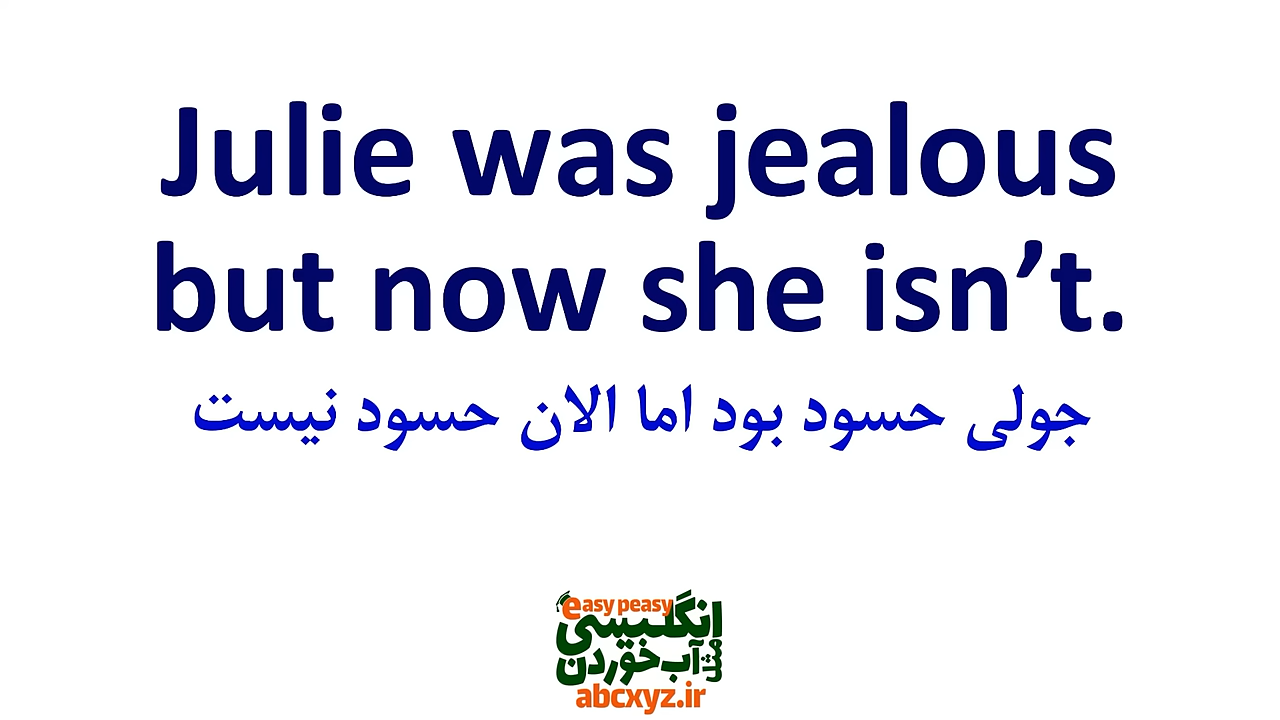 Julie was jealous
but now she isn’t.
جولی حسود بود اما الان حسود نیست
easy peasy
انگلیسی
مثل
آب خوردن
abcxyz.ir